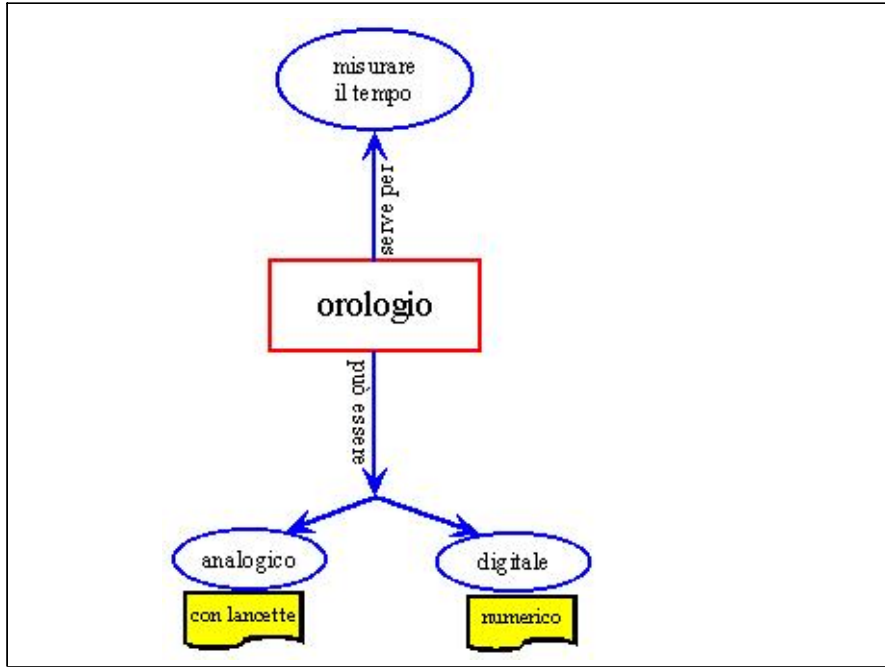 misurare
il tempo
serve per
orologio
può essere
analogico
digitale
con lancette
numerico